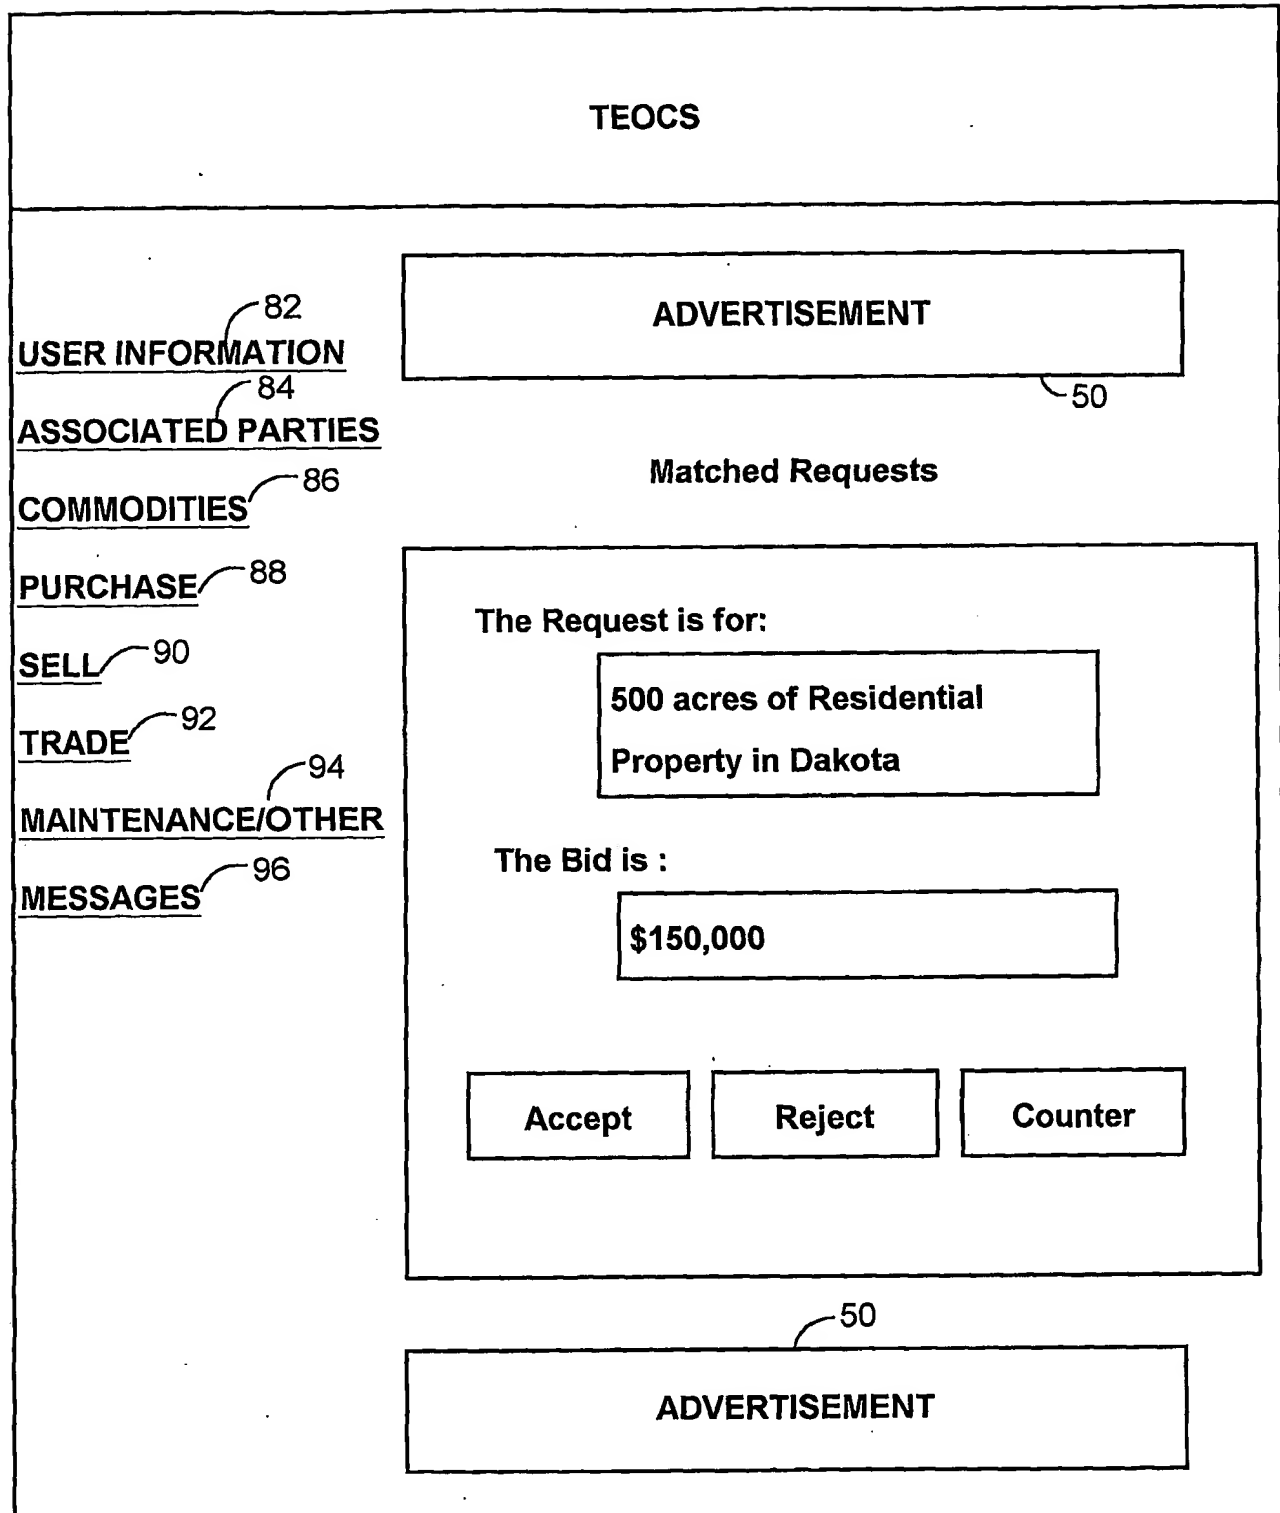 TEOCS
82
USER INFORMATION
84
ASSOCIATED PARTIES
86
COMMODITIES
88
PURCHASE
90
SELL
92
TRADE
94
MAINTENANCE/OTHER
96
MESSAGES
ADVERTISEMENT
50
Matched Requests
The Request is for:
500 acres of Residential
Property in Dakota
The Bid is :
$150,000
Accept
Reject
Counter
50
ADVERTISEMENT